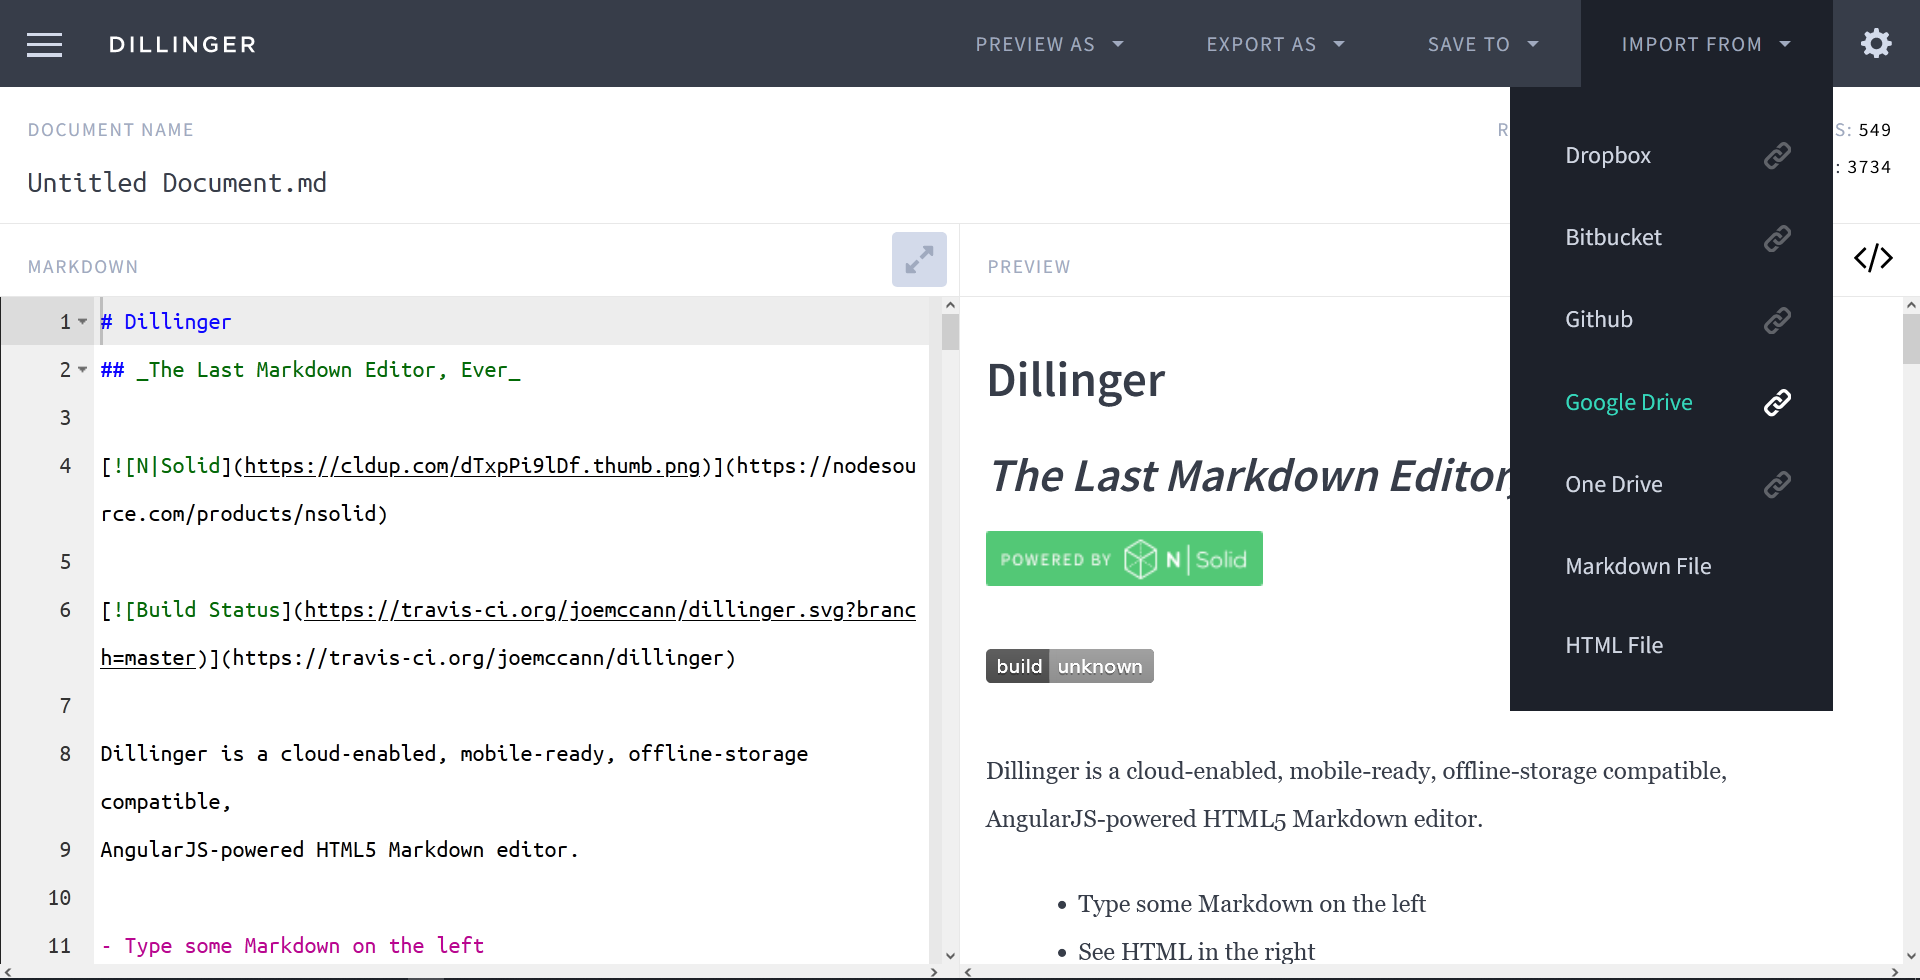 DILLINGER
PREVIEW AS
EXPORT AS
SAVE TO
IMPORT FROM
DOCUMENT NAME
Untitled Document.md
549
: 3734
Dropbox
Bitbucket
Github
Google Drive
One Drive
Markdown File
HTML File
MARKDOWN
1 # Dillinger
2 ## _The Last Markdown Editor, Ever_
3
4 [![N|Solid](https://cldup.com/dTxpPi9lDf.thumb.png)](https://nodesou
rce.com/products/nsolid)
5
6 [![Build Status](https://travis-ci.org/joemccann/dillinger.svg?branc
h=master)](https://travis-ci.org/joemccann/dillinger)
7
8 Dillinger is a cloud-enabled, mobile-ready, offline-storage
compatible,
9 AngularJS-powered HTML5 Markdown editor.
10
11 - Type some Markdown on the left
PREVIEW
</>
Dillinger
The Last Markdown Editor,
POWERED BY N|Solid
build unknown
Dillinger is a cloud-enabled, mobile-ready, offline-storage compatible,
AngularJS-powered HTML5 Markdown editor.
• Type some Markdown on the left
• See HTML in the right